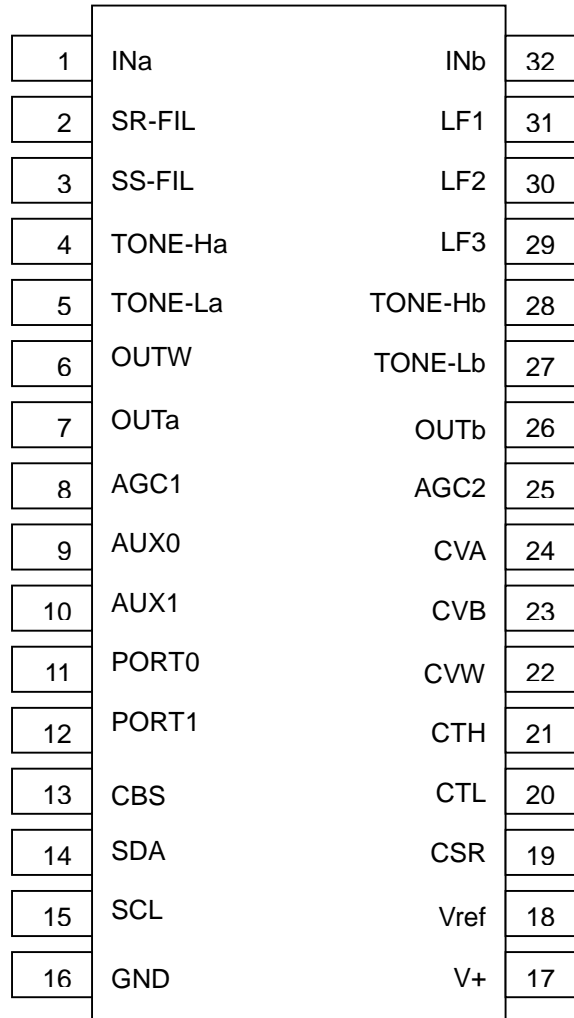 1 INa INb 32
2 SR-FIL LF1 31
3 SS-FIL LF2 30
4 TONE-Ha LF3 29
5 TONE-La TONE-Hb 28
6 OUTW TONE-Lb 27
7 OUTa OUTb 26
8 AGC1 AGC2 25
9 AUX0 CVA 24
10 AUX1 CVB 23
11 PORT0 CVW 22
12 PORT1 CTH 21
13 CBS CTL 20
14 SDA CSR 19
15 SCL Vref 18
16 GND V+ 17